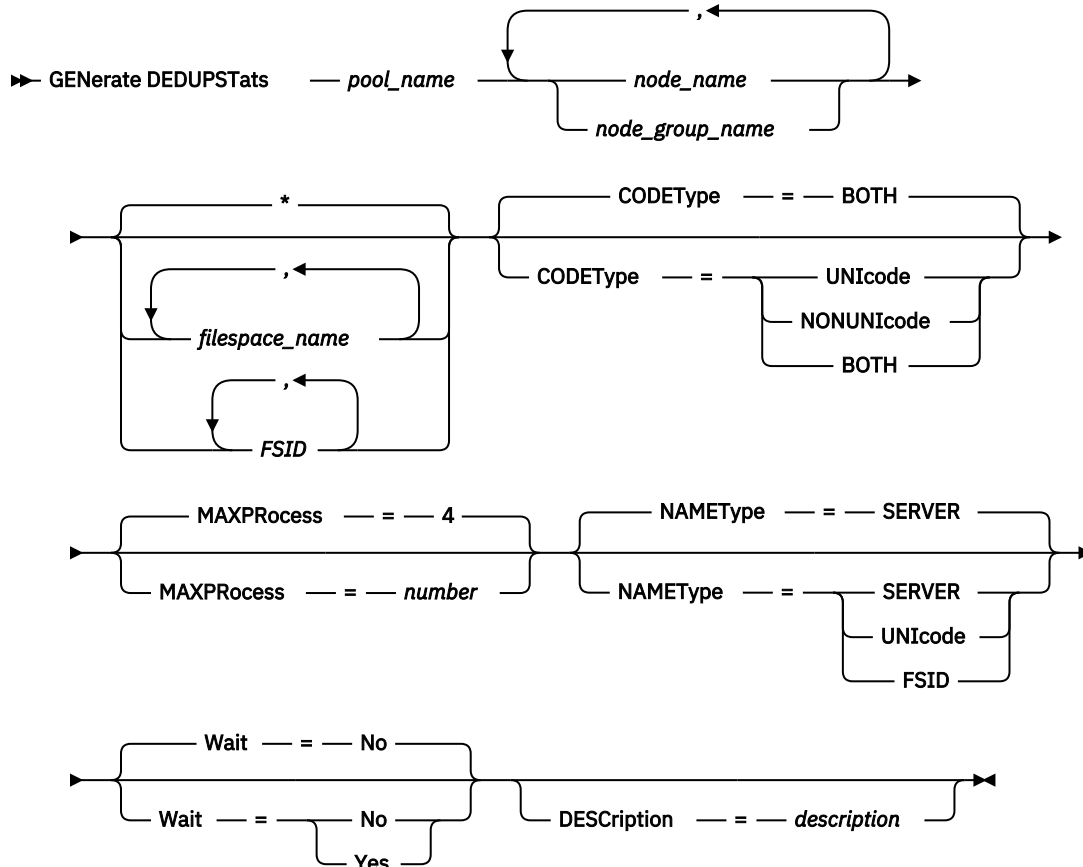 ,
GENerate DEDUPSTats pool_name node_name
node_group_name
* CODEType = BOTH
, CODEType = UNIcode
filespace_name NONUNIcode
, BOTH
FSID
MAXPRocess = 4 NAMEType = SERVER
MAXPRocess = number NAMEType = SERVER
UNIcode
FSID
Wait = No
Wait = No DESCription = description
Yes